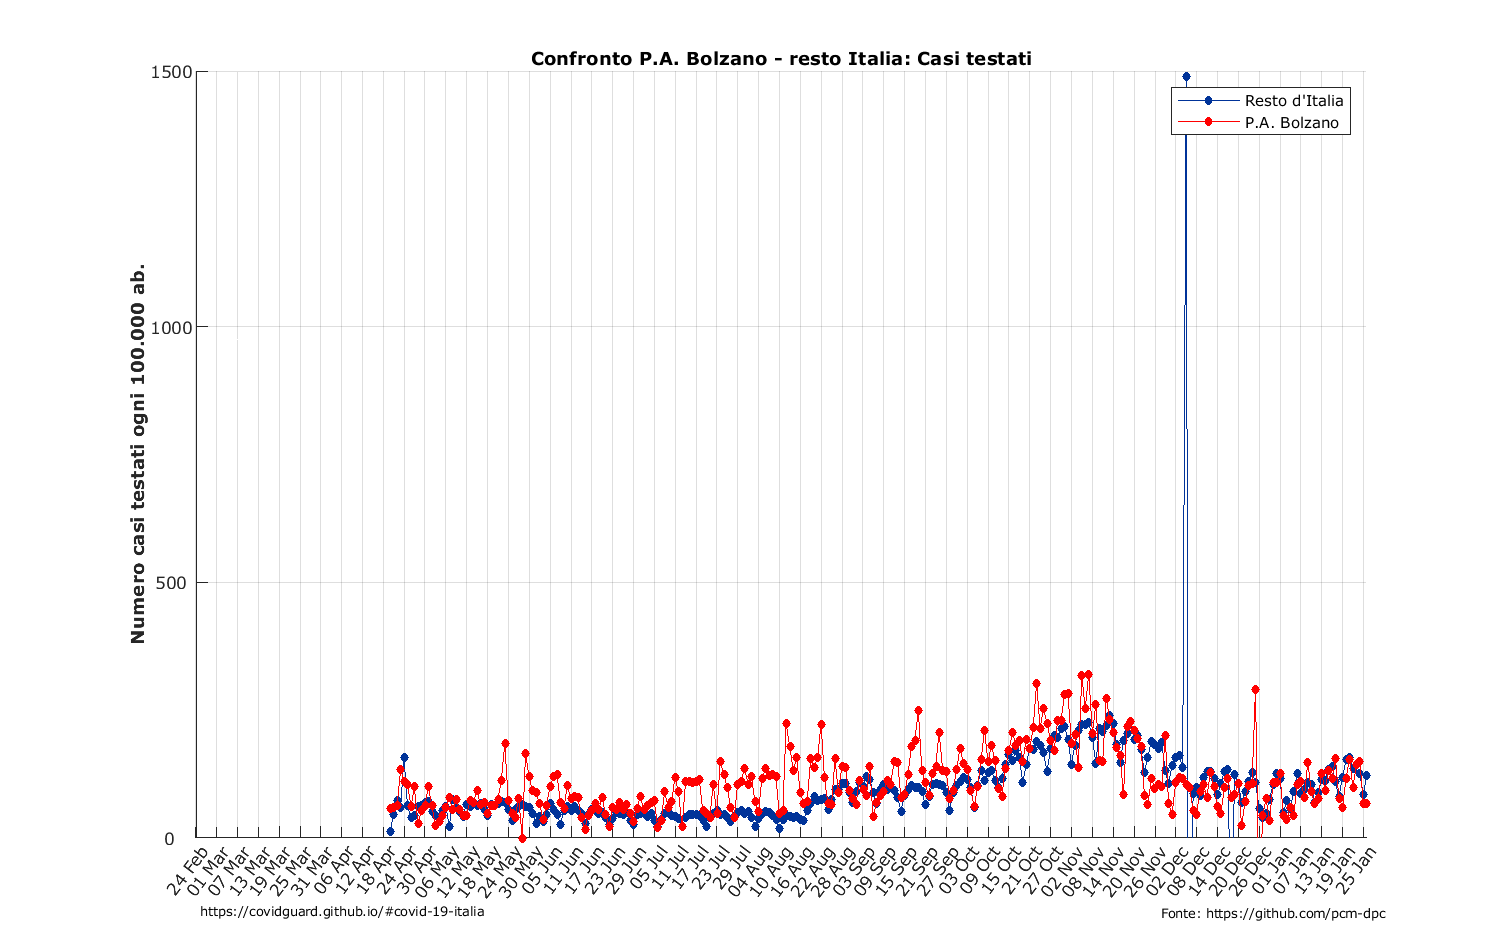 Confronto P.A. Bolzano - resto Italia: Casi testati
1500
1000
500
0
Numero casi testati ogni 100.000 ab.
Resto d'Italia
P.A. Bolzano
24 Feb
01 Mar
07 Mar
13 Mar
19 Mar
25 Mar
31 Mar
06 Apr
12 Apr
18 Apr
24 Apr
30 Apr
06 May
12 May
18 May
24 May
30 May
05 Jun
11 Jun
17 Jun
23 Jun
29 Jun
05 Jul
11 Jul
17 Jul
23 Jul
29 Jul
04 Aug
10 Aug
16 Aug
22 Aug
28 Aug
03 Sep
09 Sep
15 Sep
21 Sep
27 Sep
03 Oct
09 Oct
15 Oct
21 Oct
27 Oct
02 Nov
08 Nov
14 Nov
20 Nov
26 Nov
02 Dec
08 Dec
14 Dec
20 Dec
26 Dec
01 Jan
07 Jan
13 Jan
19 Jan
25 Jan
https://covidguard.github.io/#covid-19-italia
Fonte: https://github.com/pcm-dpc